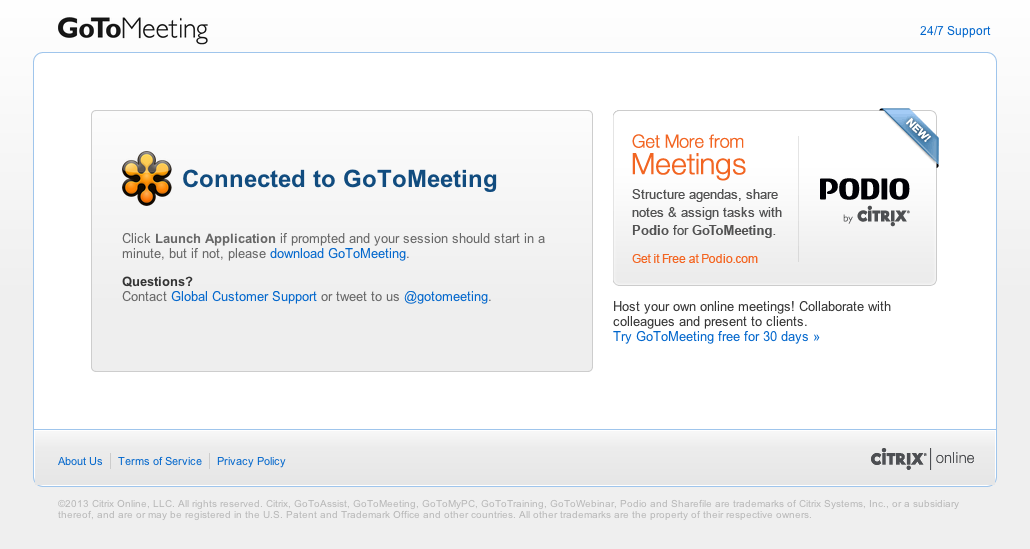 GoToMeeting
24/7 Support
Connected to GoToMeeting
Click Launch Application if prompted and your session should start in a
minute, but if not, please download GoToMeeting.
Questions?
Contact Global Customer Support or tweet to us @gotomeeting.
NEW!
Get More from
Meetings
Structure agendas, share
notes & assign tasks with
Podio for GoToMeeting.
Get it Free at Podio.com
PODIO
by CITRIX®
Host your own online meetings! Collaborate with
colleagues and present to clients.
Try GoToMeeting free for 30 days »
About Us
Terms of Service
Privacy Policy
CITRIX® online
©2013 Citrix Online, LLC. All rights reserved. Citrix, GoToAssist, GoToMeeting, GoToMyPC, GoToTraining, GoToWebinar, Podio and Sharefile are trademarks of Citrix Systems, Inc., or a subsidiary
thereof, and are or may be registered in the U.S. Patent and Trademark Office and other countries. All other trademarks are the property of their respective owners.